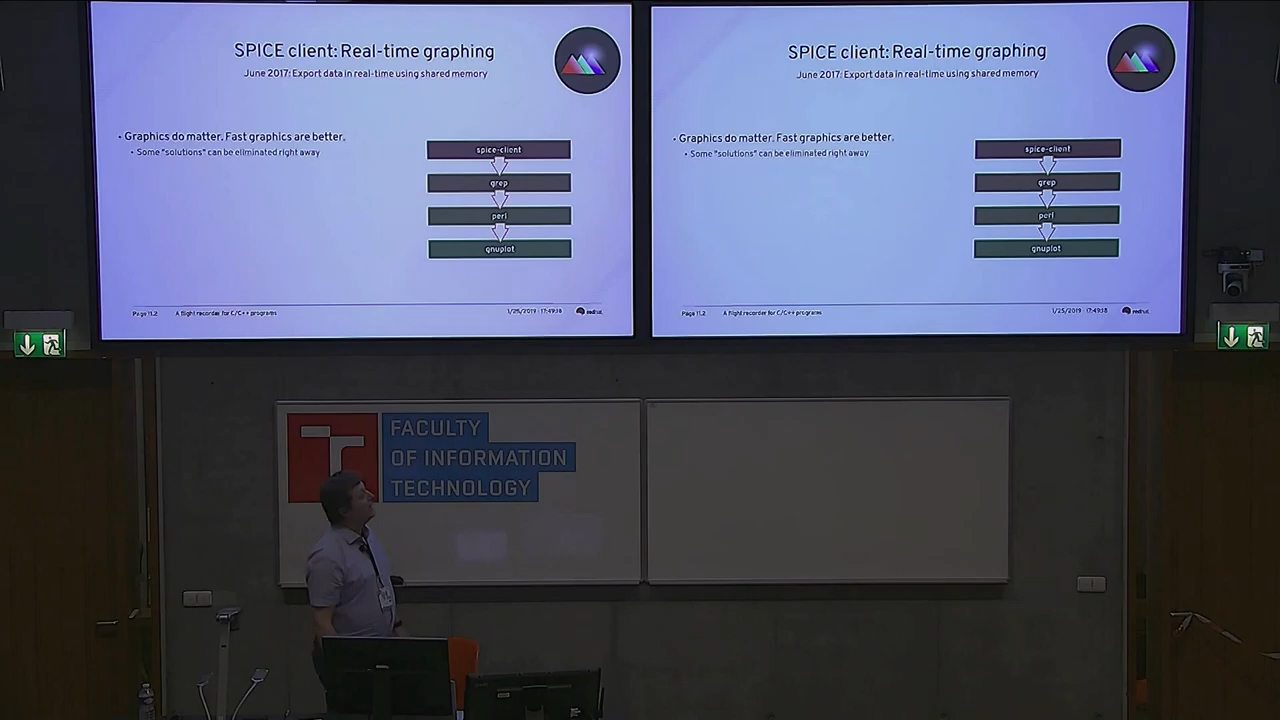 SPICE client: Real-time graphing
June 2017: Export data in real-time using shared memory
• Graphics do matter. Fast graphics are better.
• Some "solutions" can be eliminated right away
spice-client
grep
perl
gnuplot
Page 11.2 A flight recorder for C/C++ programs 1/25/2019 - 17:49:38 redhat.
SPICE client: Real-time graphing
June 2017: Export data in real-time using shared memory
• Graphics do matter. Fast graphics are better.
• Some "solutions" can be eliminated right away
spice-client
grep
perl
gnuplot
Page 11.2 A flight recorder for C/C++ programs 1/25/2019 - 17:49:38 redhat.
FACULTY
OF INFORMATION
TECHNOLOGY